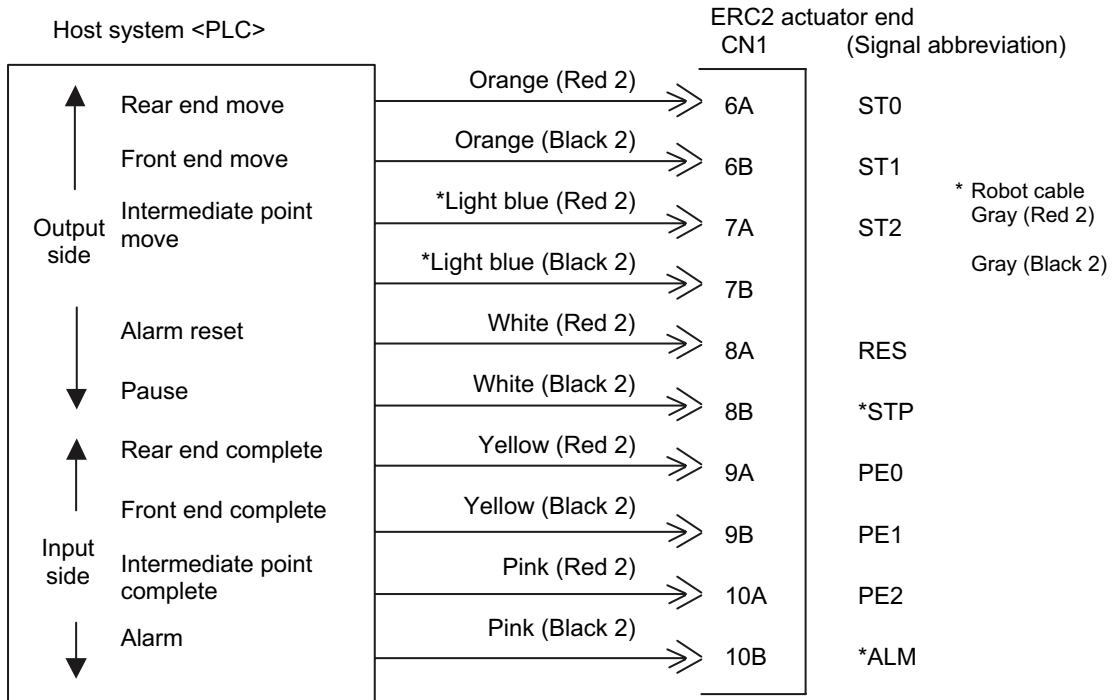 Host system <PLC>
ERC2 actuator end
CN1 (Signal abbreviation)
Output
side
Input
side
Rear end move Orange (Red 2) 6A ST0
Front end move Orange (Black 2) 6B ST1
Intermediate point
move *Light blue (Red 2) 7A ST2
* Robot cable
Gray (Red 2)
*Light blue (Black 2) 7B
Gray (Black 2)
Alarm reset White (Red 2) 8A RES
Pause White (Black 2) 8B *STP
Rear end complete Yellow (Red 2) 9A PE0
Front end complete Yellow (Black 2) 9B PE1
Intermediate point
complete Pink (Red 2) 10A PE2
Alarm Pink (Black 2) 10B *ALM